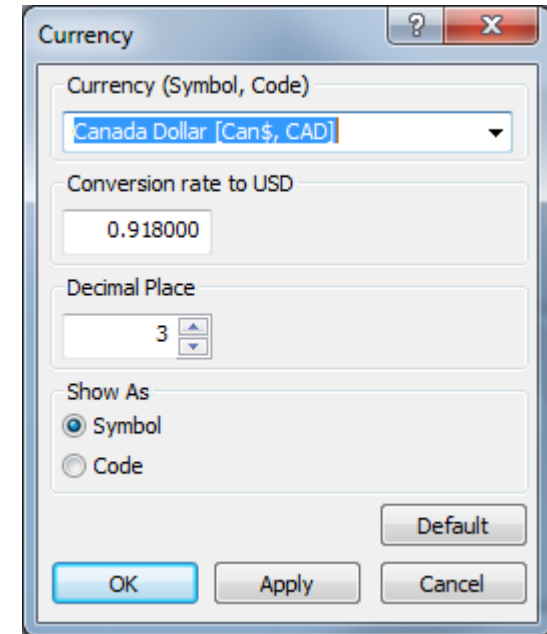 Currency
Currency (Symbol, Code)
Canada Dollar [Can$, CAD]
Conversion rate to USD
0.918000
Decimal Place
3
Show As
Symbol
Code
Default
OK Apply Cancel